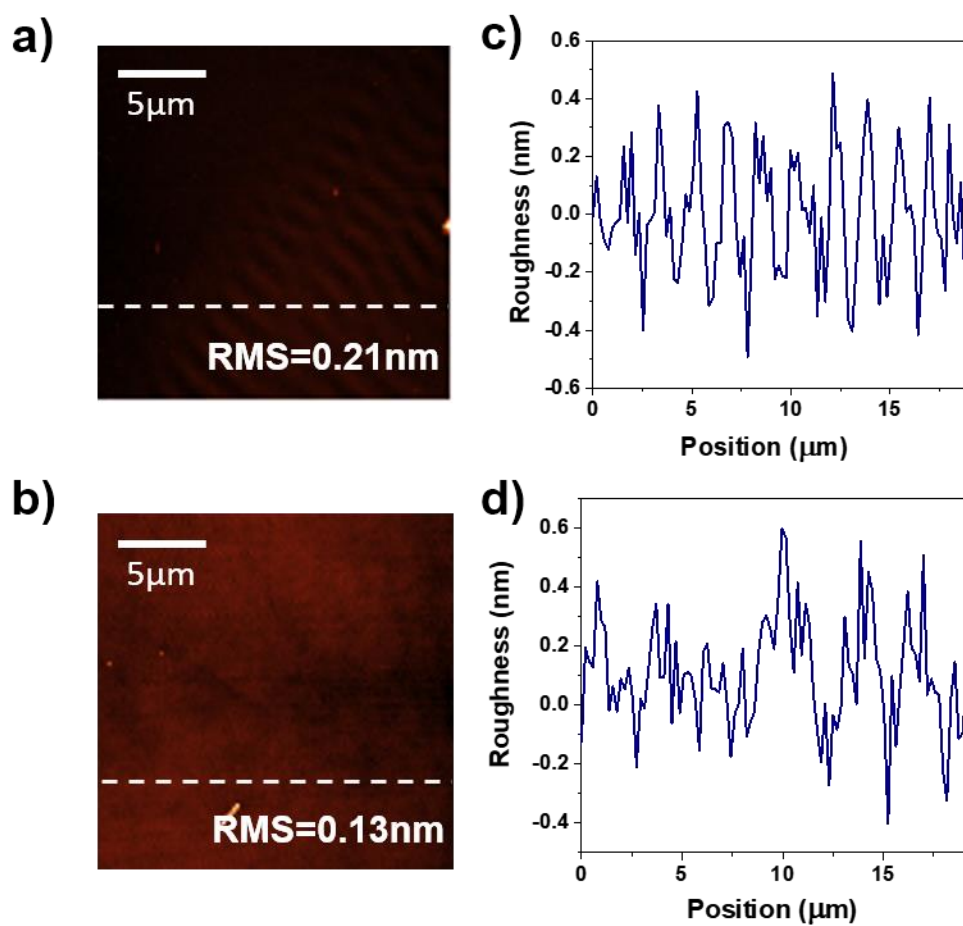 a)
5μm
RMS=0.21nm
c)
Roughness (nm)
0.6
0.4
0.2
0.0
-0.2
-0.4
-0.6
0
5
10
15
Position (μm)
b)
5μm
RMS=0.13nm
d)
Roughness (nm)
0.6
0.4
0.2
0.0
-0.2
-0.4
0
5
10
15
Position (μm)